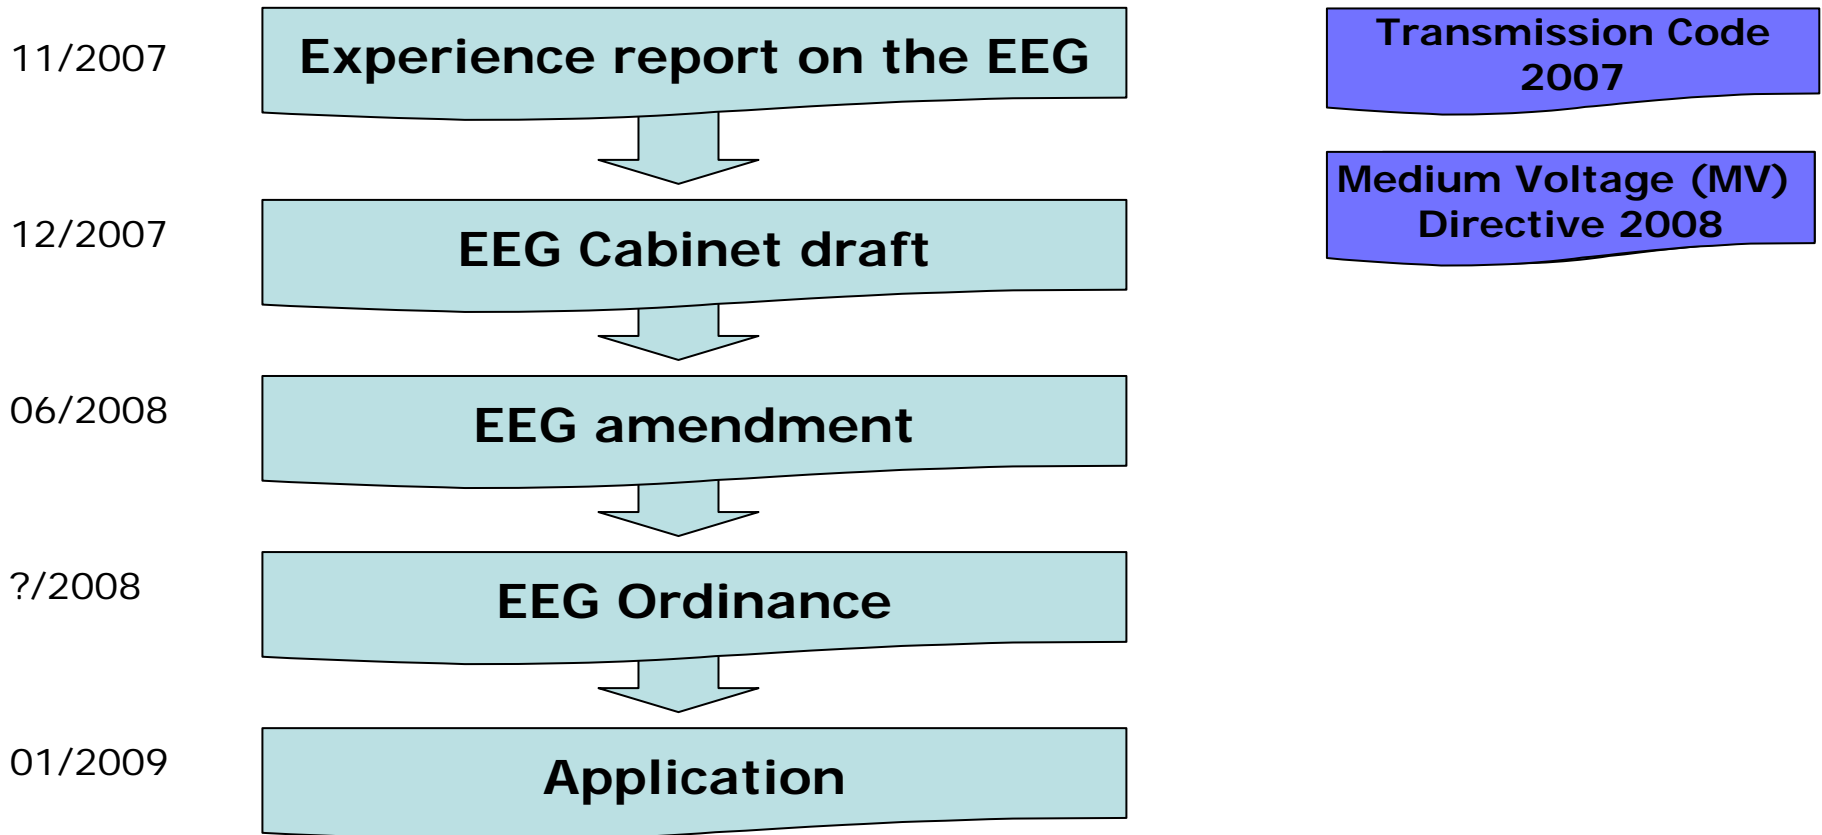 11/2007
Experience report on the EEG
Transmission Code
2007
Medium Voltage (MV)
Directive 2008
12/2007
EEG Cabinet draft
06/2008
EEG amendment
?/2008
EEG Ordinance
01/2009
Application